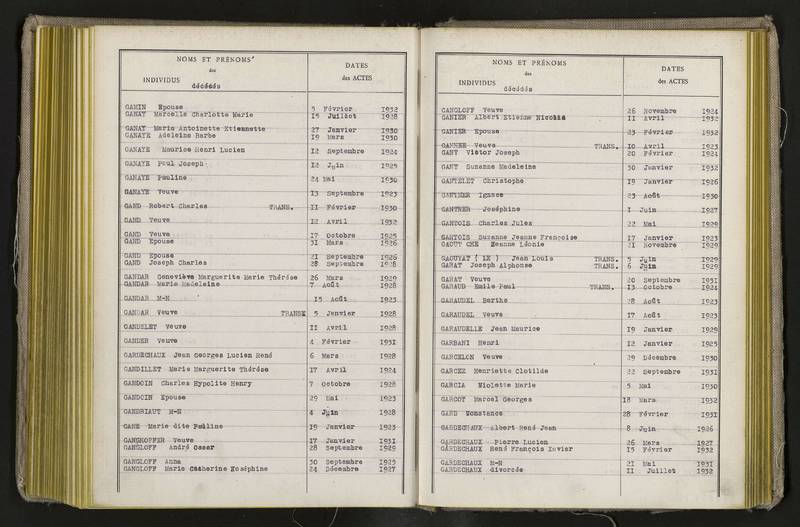 NOMS ET PRÉNOMS
des
INDIVIDUS
décédés
DATES
des ACTES
GAMIN Epouse 5 Février 1932
GANAT Marcelle Charlotte Marie 15 Juillet 1928
GANAT Marie Antoinette Etiennette 27 Janvier 1930
GANAYE Adeleine Barbe 19 Mars 1930
GANAYE Maurice Henri Lucien 12 Septembre 1924
GANAYE Paul Joseph 12 Juin 1925
GANAYE Pauline 24 Mai 1930
GANAYE Veuve 13 Septembre 1923
GAND Robert Charles TRANS. II Février 1930
GAND Veuve 12 Avril 1932
GAND Veuve 17 Octobre 1925
GAND Epouse 31 Mars 1926
GAND Epouse 21 Septembre 1926
GAND Joseph Charles 28 Septembre 1928
GANDAR Geneviève Marguerite Marie Thérèse 26 Mars 1929
GANDAR Marie Madeleine 7 Août 1928
GANDAR M-N 15 Août 1923
GANDAR Veuve TRANS 5 Janvier 1928
GANDELET Veuve II Avril 1928
GANDER Veuve 4 Février 1931
GARDECHAUX Jean Georges Lucien René 6 Mars 1928
GANDILLET Marie Marguerite Thérèse 17 Avril 1924
GANDOIN Charles Hypolite Henry 7 Octobre 1928
GANDOIN Epouse 29 Mai 1923
GANDRIAUT M-N 4 Juin 1928
GANE Marie dite Pauline 19 Janvier 1923
GANGKOFFER Veuve 17 Janvier 1931
GANGLOFF André Oscar 28 Septembre 1929
GANGLOFF Anna 30 Septembre 1925
GANGLOFF Marie Catherine Joséphine 24 Décembre 1927
NOMS ET PRÉNOMS
des
INDIVIDUS
décédés
DATES
des ACTES
GANGLOFF Veuve 26 Novembre 1924
GANIER Albert Etienne Nicolas II Avril 1932
GANIER Epouse 23 Février 1932
GANNEE Veuve TRANS. 10 Avril 1923
GANT Victor Joseph 20 Février 1924
GANT Suzanne Madeleine 30 Janvier 1932
GANTELET Christophe 19 Janvier 1926
GANTNER Ignace 23 Août 1930
GANTRER Joséphine I Juin 1927
GANTOIS Charles Jules 22 Mai 1929
GANTOIS Suzanne Jeanne Françoise 17 Janvier 1923
GAOUT CHE Jeanne Léonie 21 Novembre 1929
GAOUYAT ( LE ) Jean Louis TRANS. 5 Juin 1929
GARAT Joseph Alphonse TRANS. 6 Juin 1929
GARAT Veuve 20 Septembre 1931
GARAUD Emile Paul TRANS. 13 Octobre 1924
GARAUDEL Berthe 28 Août 1923
GARAUDEL Veuve 17 Août 1923
GARAUDELLE Jean Maurice 19 Janvier 1929
GARBANI Henri 12 Janvier 1925
GARCELON Veuve 29 Décembre 1930
GARCEZ Henriette Clotilde 22 Septembre 1931
GARCIA Violette Marie 5 Mai 1930
GARCOT Marcel Georges 18 Mars 1932
GARD Constance 28 Février 1931
GARDECHAUX Albert René Jean 8 Juin 1926
GARDECHAUX Pierre Lucien 26 Mars 1927
GARDECHAUX René François Xavier 15 Février 1932
GARDECHAUX M-N 21 Mai 1931
GARDECHAUX divorcée II Juillet 1932